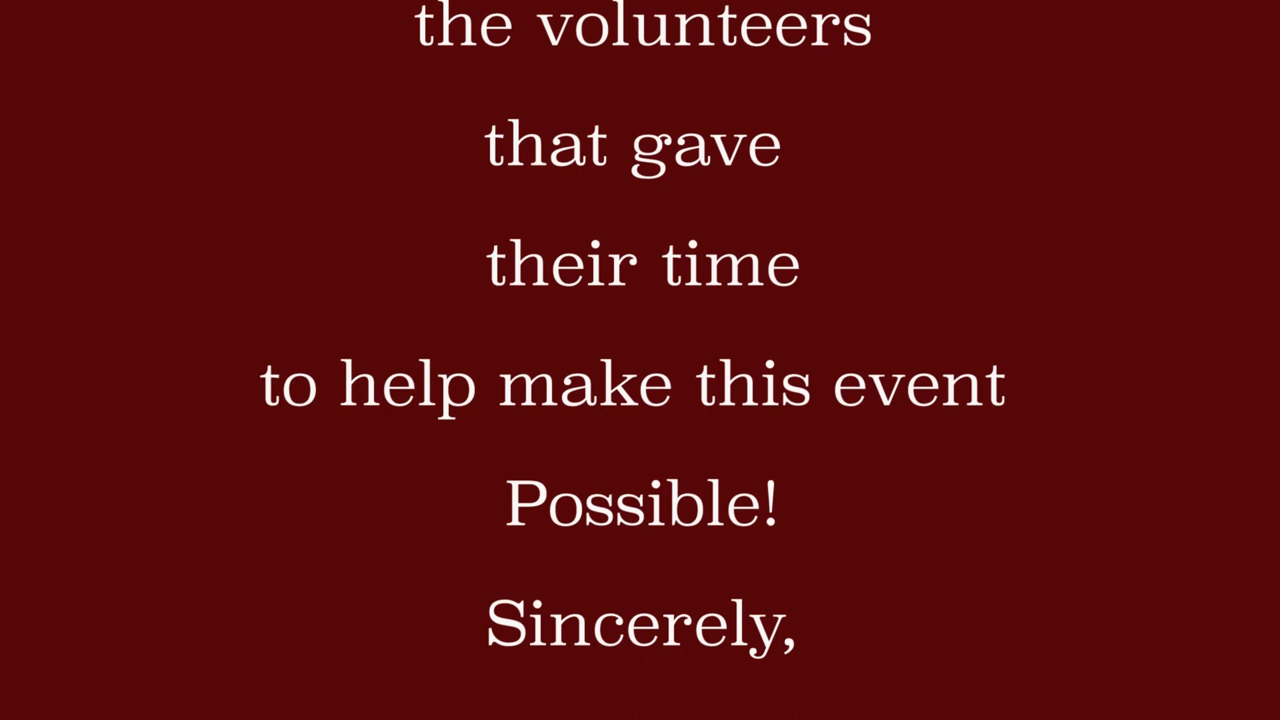 the volunteers
that gave
their time
to help make this event
Possible!
Sincerely,